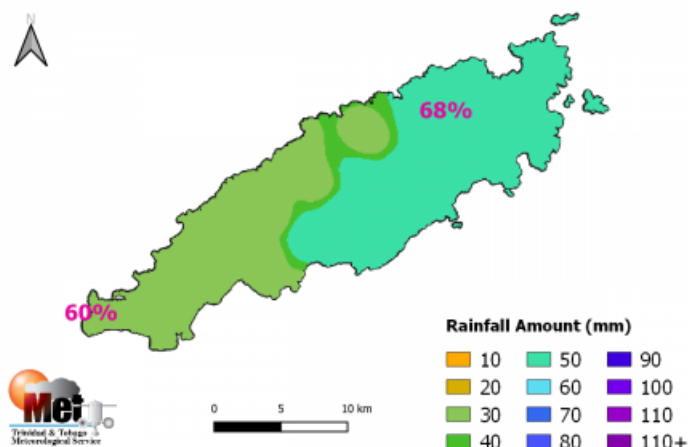 N
68%
60%
Rainfall Amount (mm)
10 50 90
20 60 100
30 70 110
40 80 110+
0 5 10 km
Met
Trinidad & Tobago
Meteorological Service